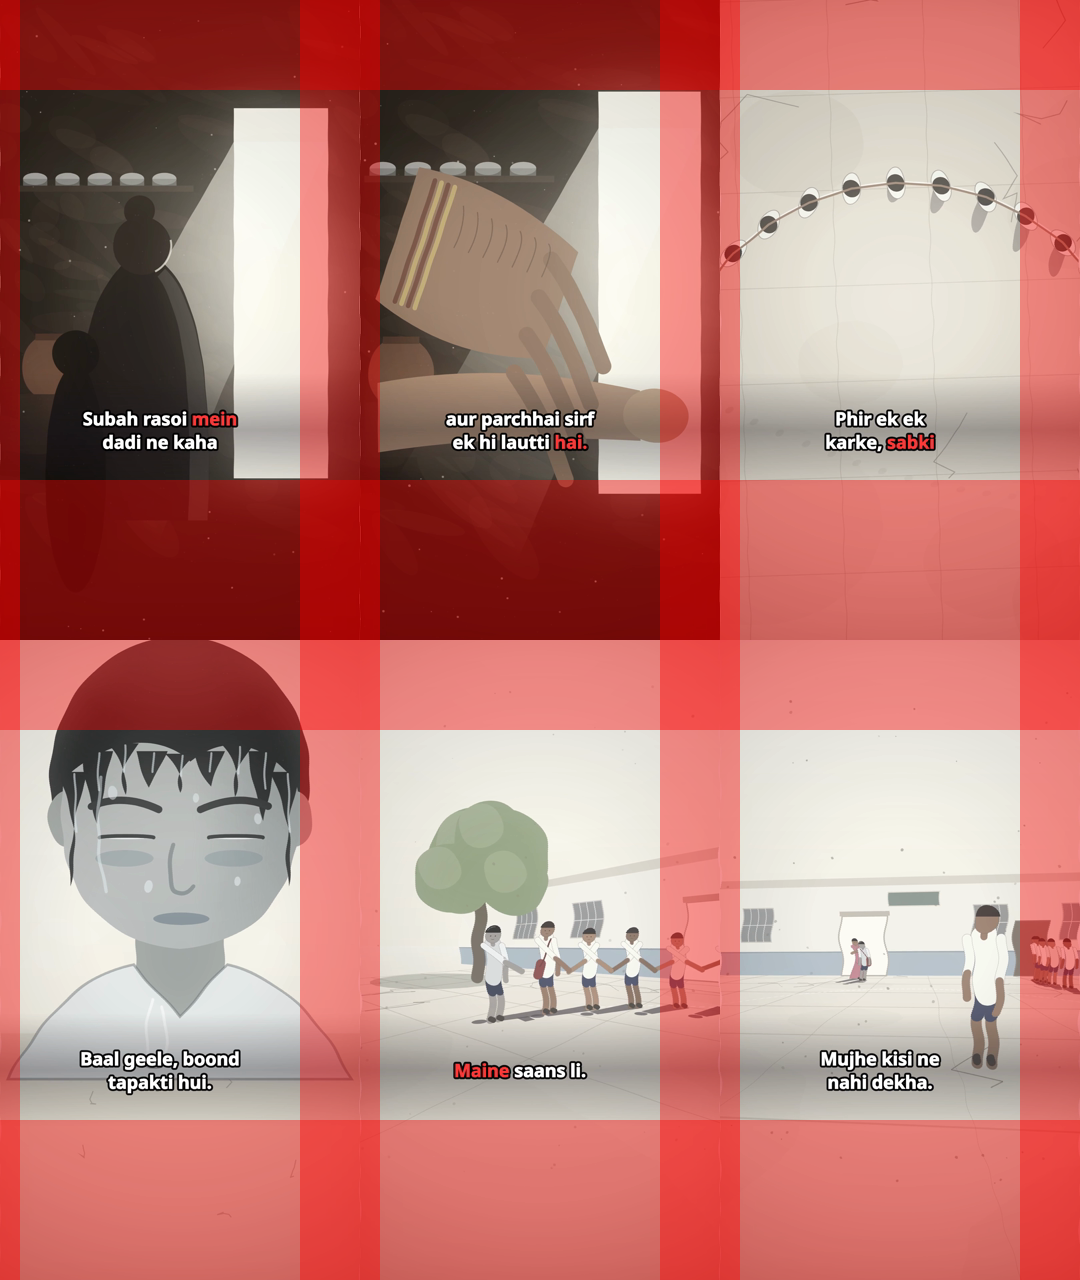 Subah rasoi mein
dadi ne kaha
aur parchhai sirf
ek hi lautti hai.
Phir ek ek
karke, sabki
Baal geele, boond
tapakti hui.
Maine saans li.
Mujhe kisi ne
nahi dekha.